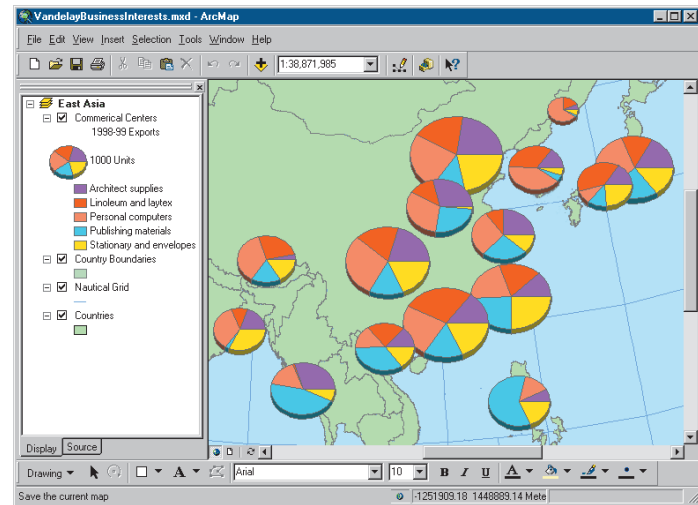 VandelayBusinessInterests.mxd - ArcMap
File Edit View Insert Selection Tools Window Help
1:38,871,985
East Asia
Commerical Centers
1998-99 Exports
1000 Units
Architect supplies
Linoleum and laytex
Personal computers
Publishing materials
Stationary and envelopes
Country Boundaries
Nautical Grid
Countries
Display Source
Drawing A Arial 10 B I U A
Save the current map -1251909.18 1448889.14 Mete